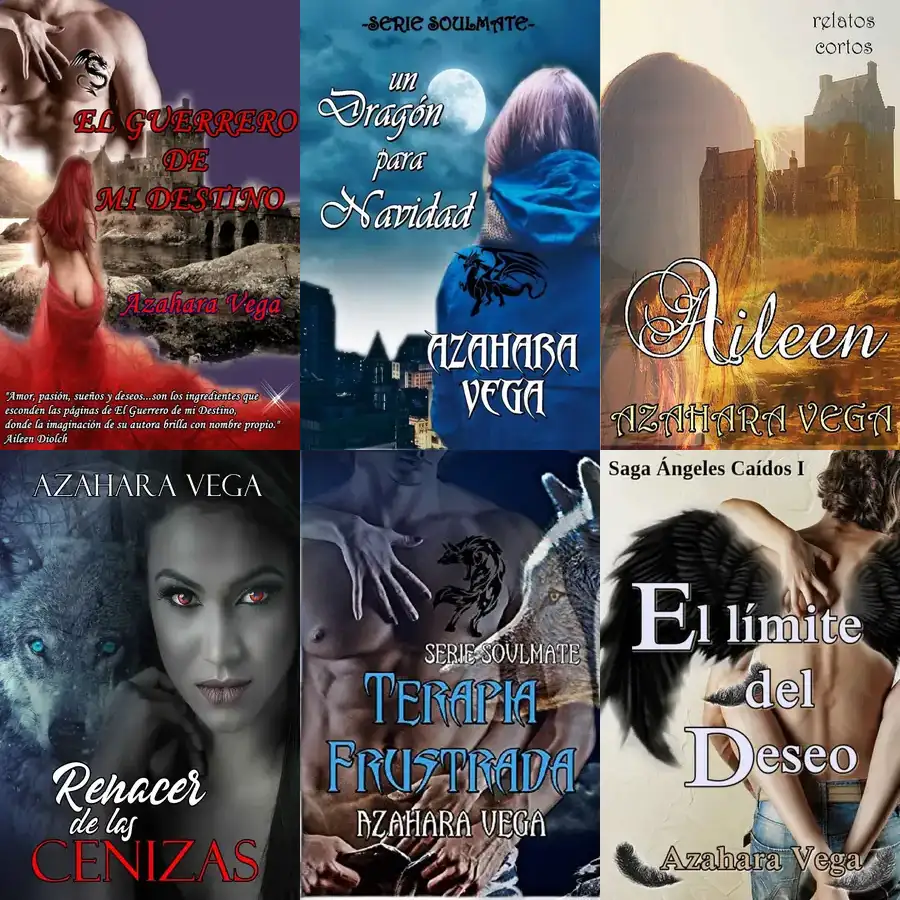 EL GUERRERO
DE
MI DESTINO
Azahara Vega
"Amor, pasión, sueños y deseos...son los ingredientes que
esconden las páginas de El Guerrero de mi Destino,
donde la imaginación de su autora brilla con nombre propio."
Aileen Diolch
-SERIE SOULMATE-
un
Dragón
para
Navidad
AZAHARA
VEGA
relatos
cortos
Aileen
AZAHARA VEGA
AZAHARA VEGA
Renacer
de las
CENIZAS
SERIE SOULMATE
TERAPIA
FRUSTRADA
AZAHARA VEGA
Saga Ángeles Caídos I
El límite
del
Deseo
Azahara Vega